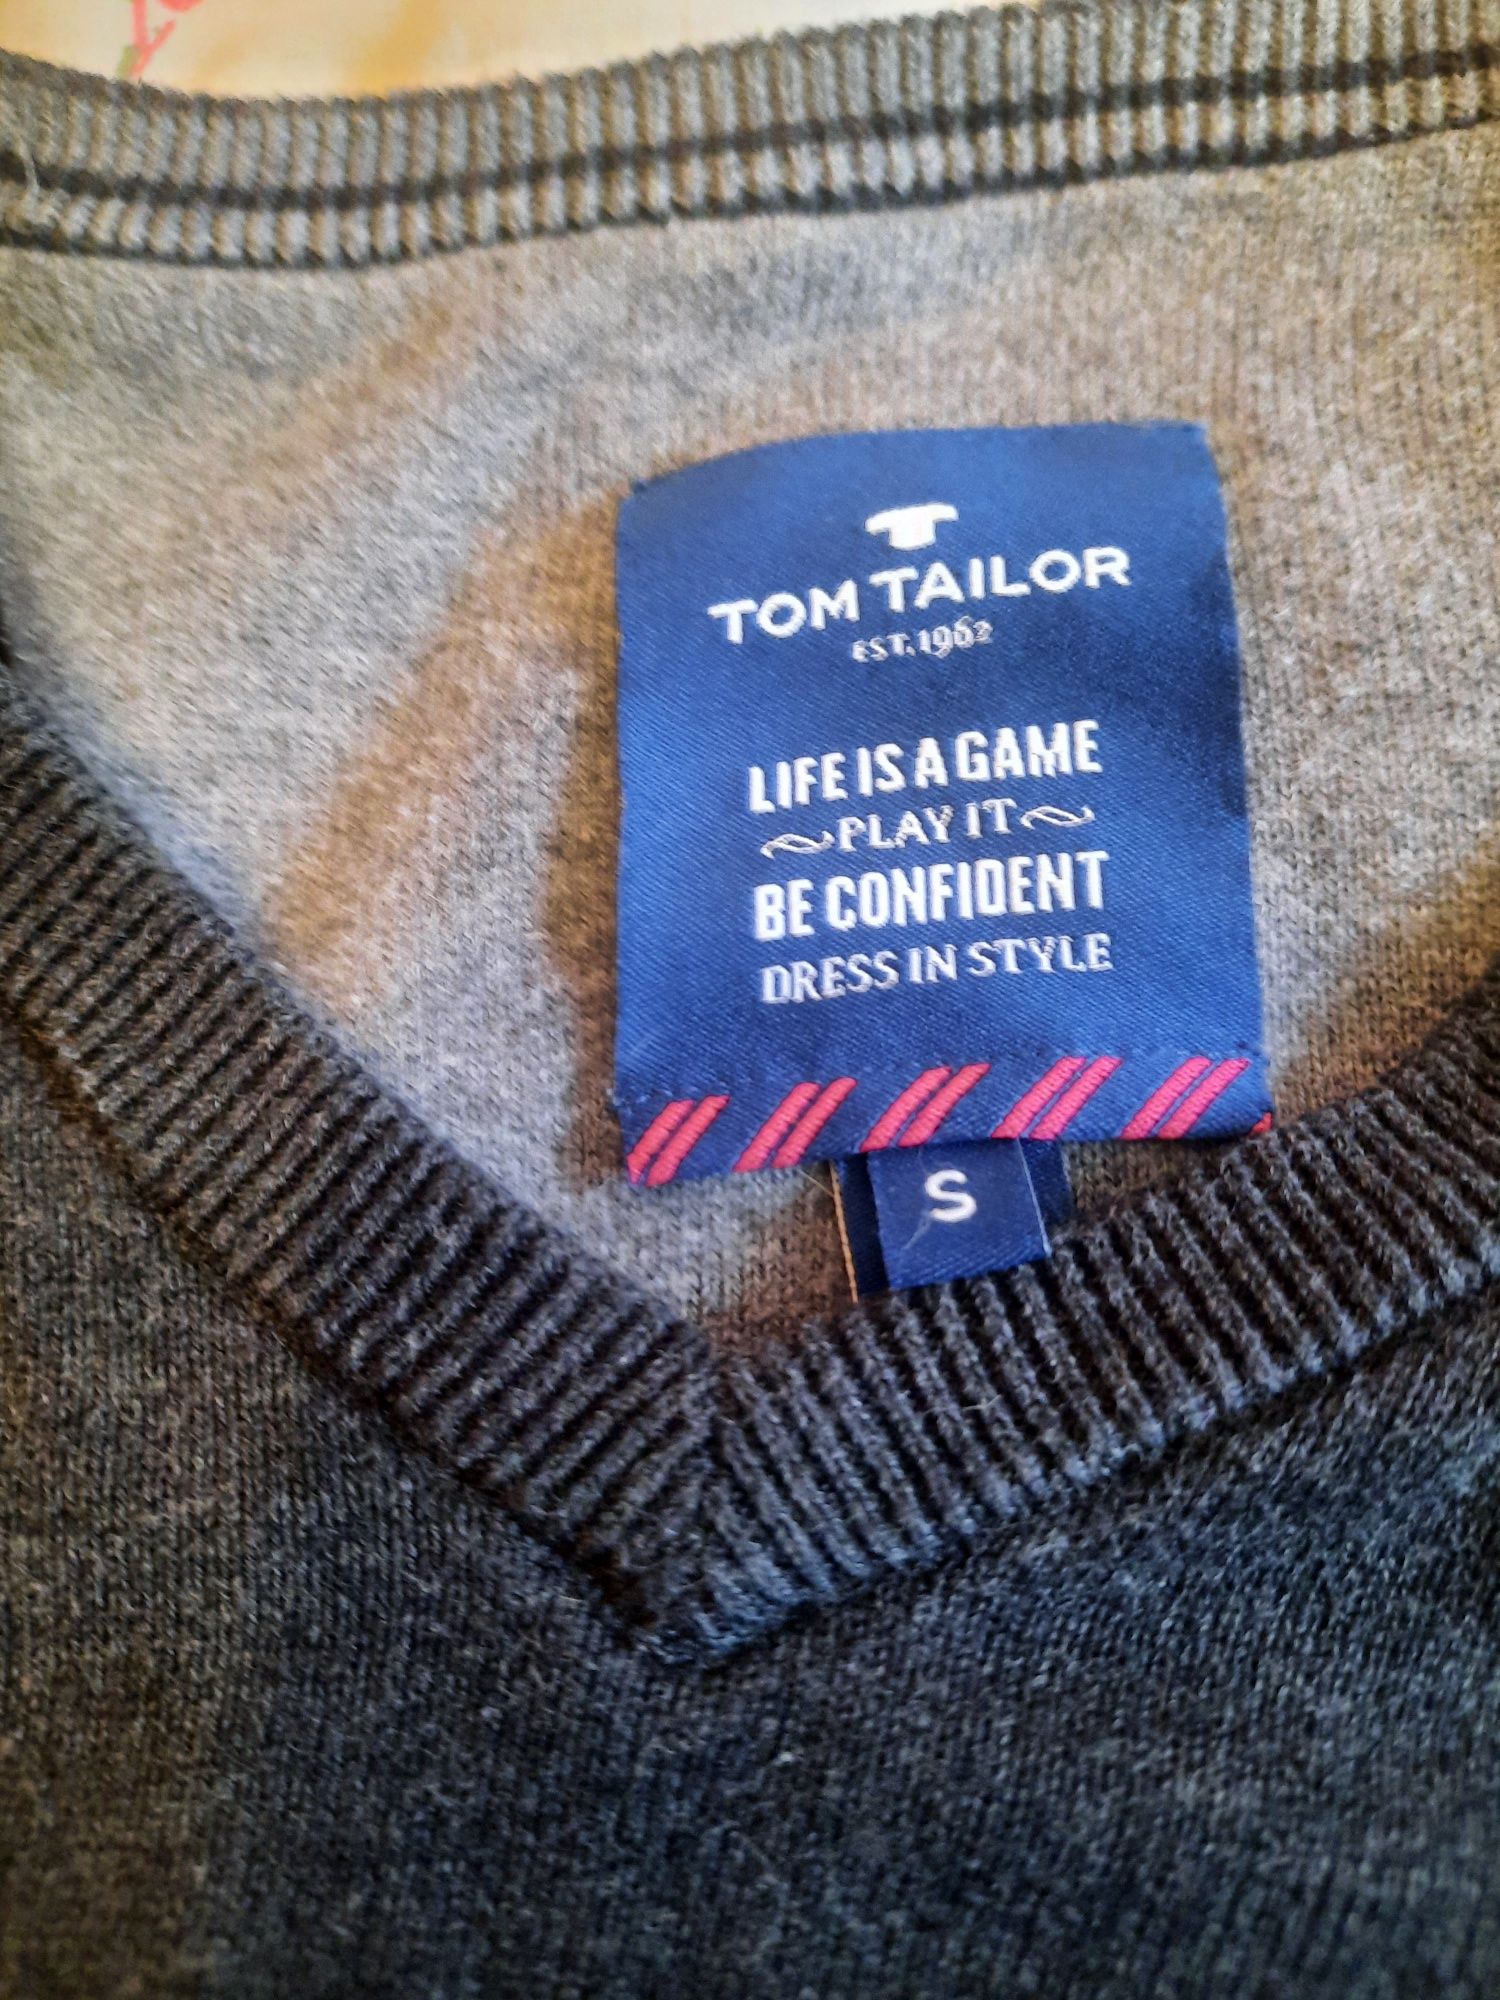 TOM TAILOR
EST. 1962
LIFE IS A GAME
PLAY IT
BE CONFIDENT
DRESS IN STYLE
S